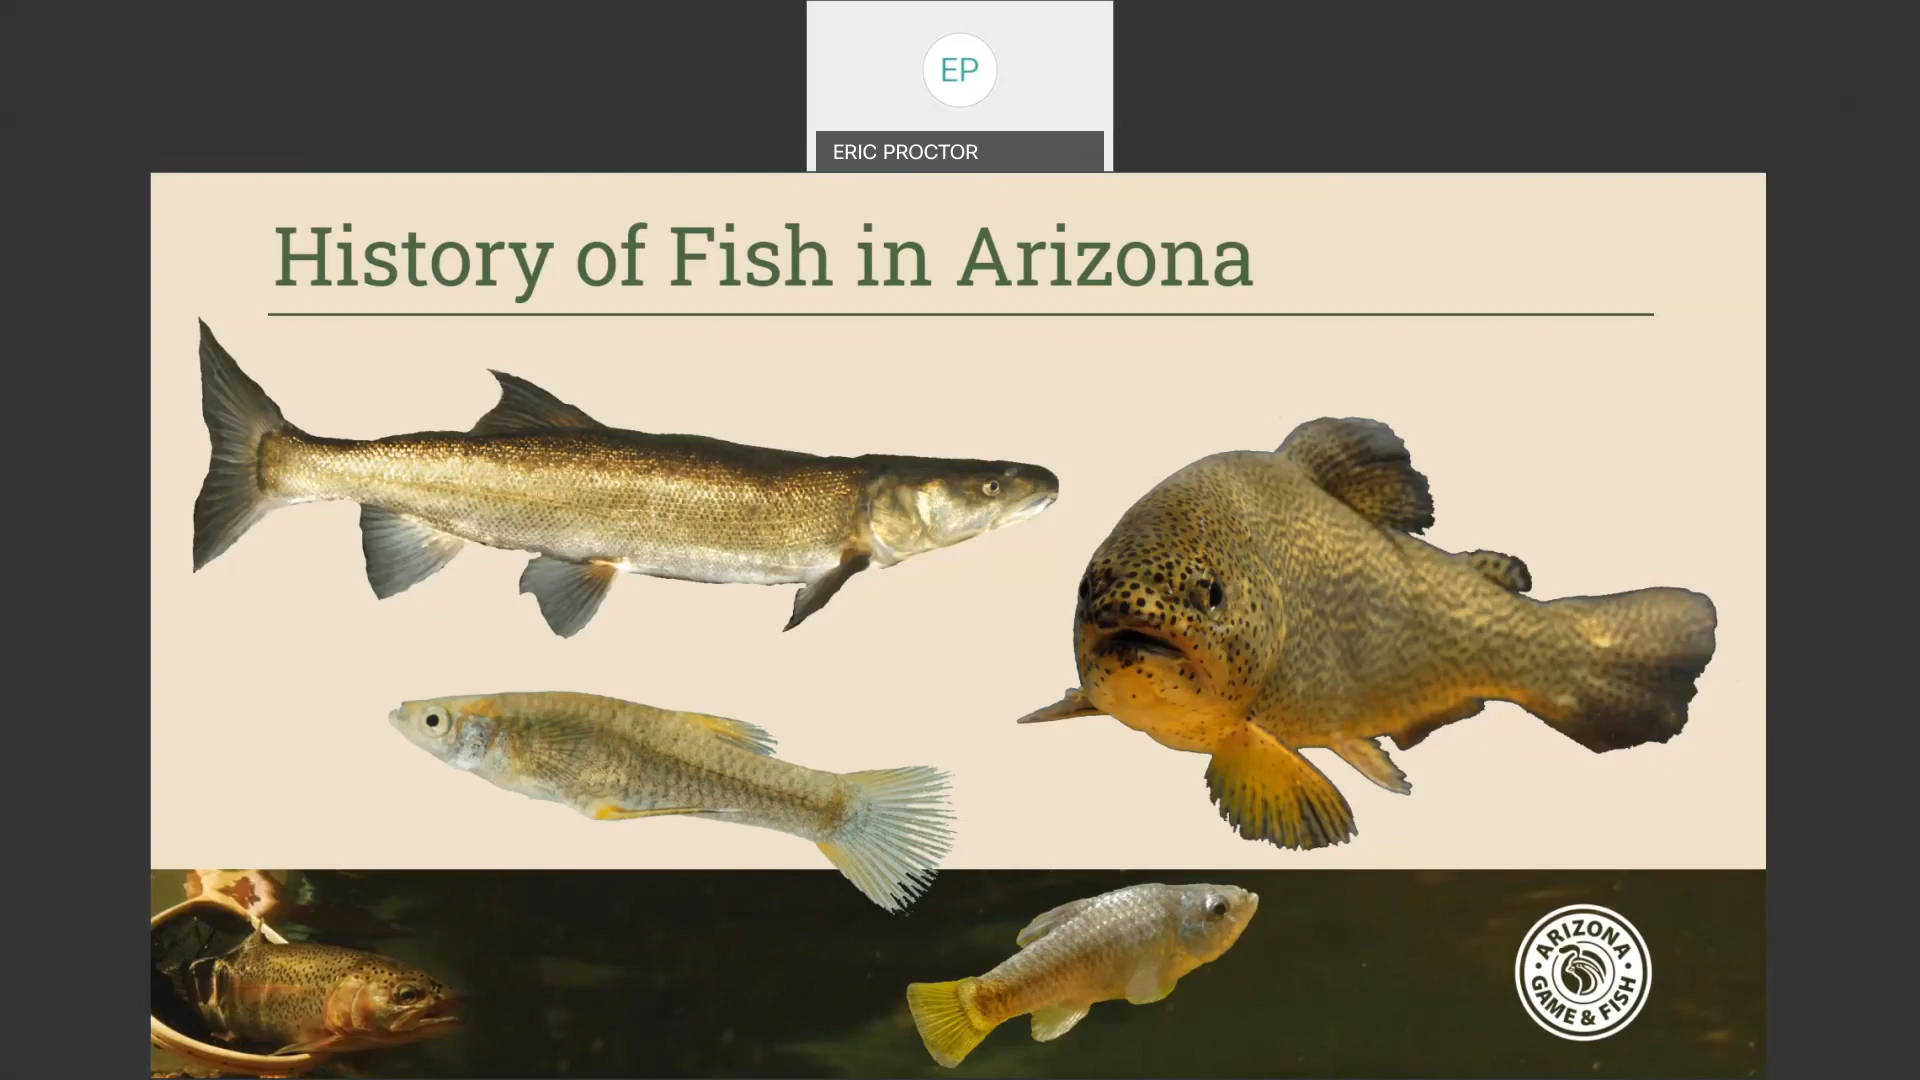 EP
ERIC PROCTOR
History of Fish in Arizona
ARIZONA
GAME & FISH